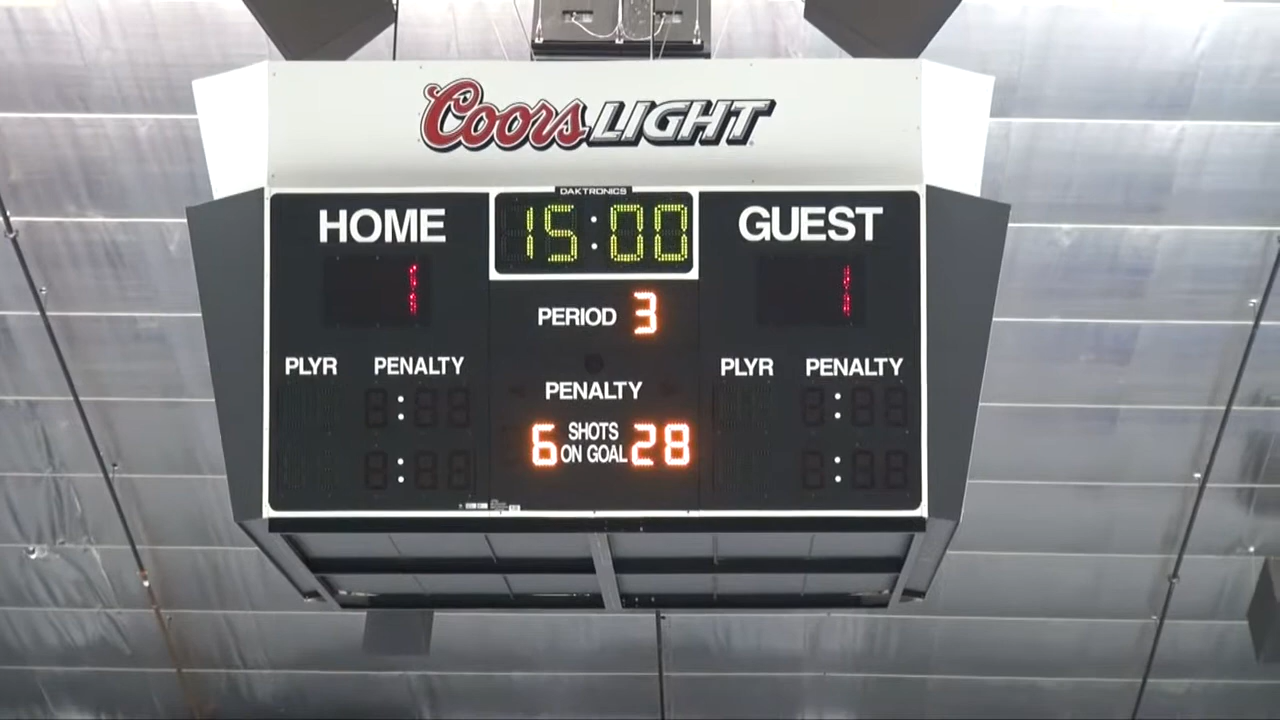 Coors LIGHT
DAKTRONICS
HOME 15:00 GUEST
1 PERIOD 3 1
PLYR PENALTY PENALTY PLYR PENALTY
6 SHOTS ON GOAL 28